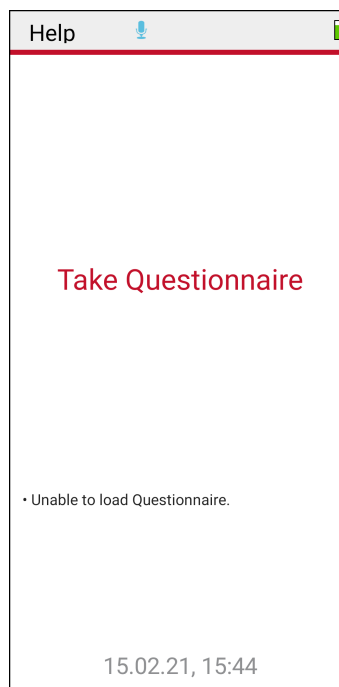 Help
Take Questionnaire
• Unable to load Questionnaire.
15.02.21, 15:44